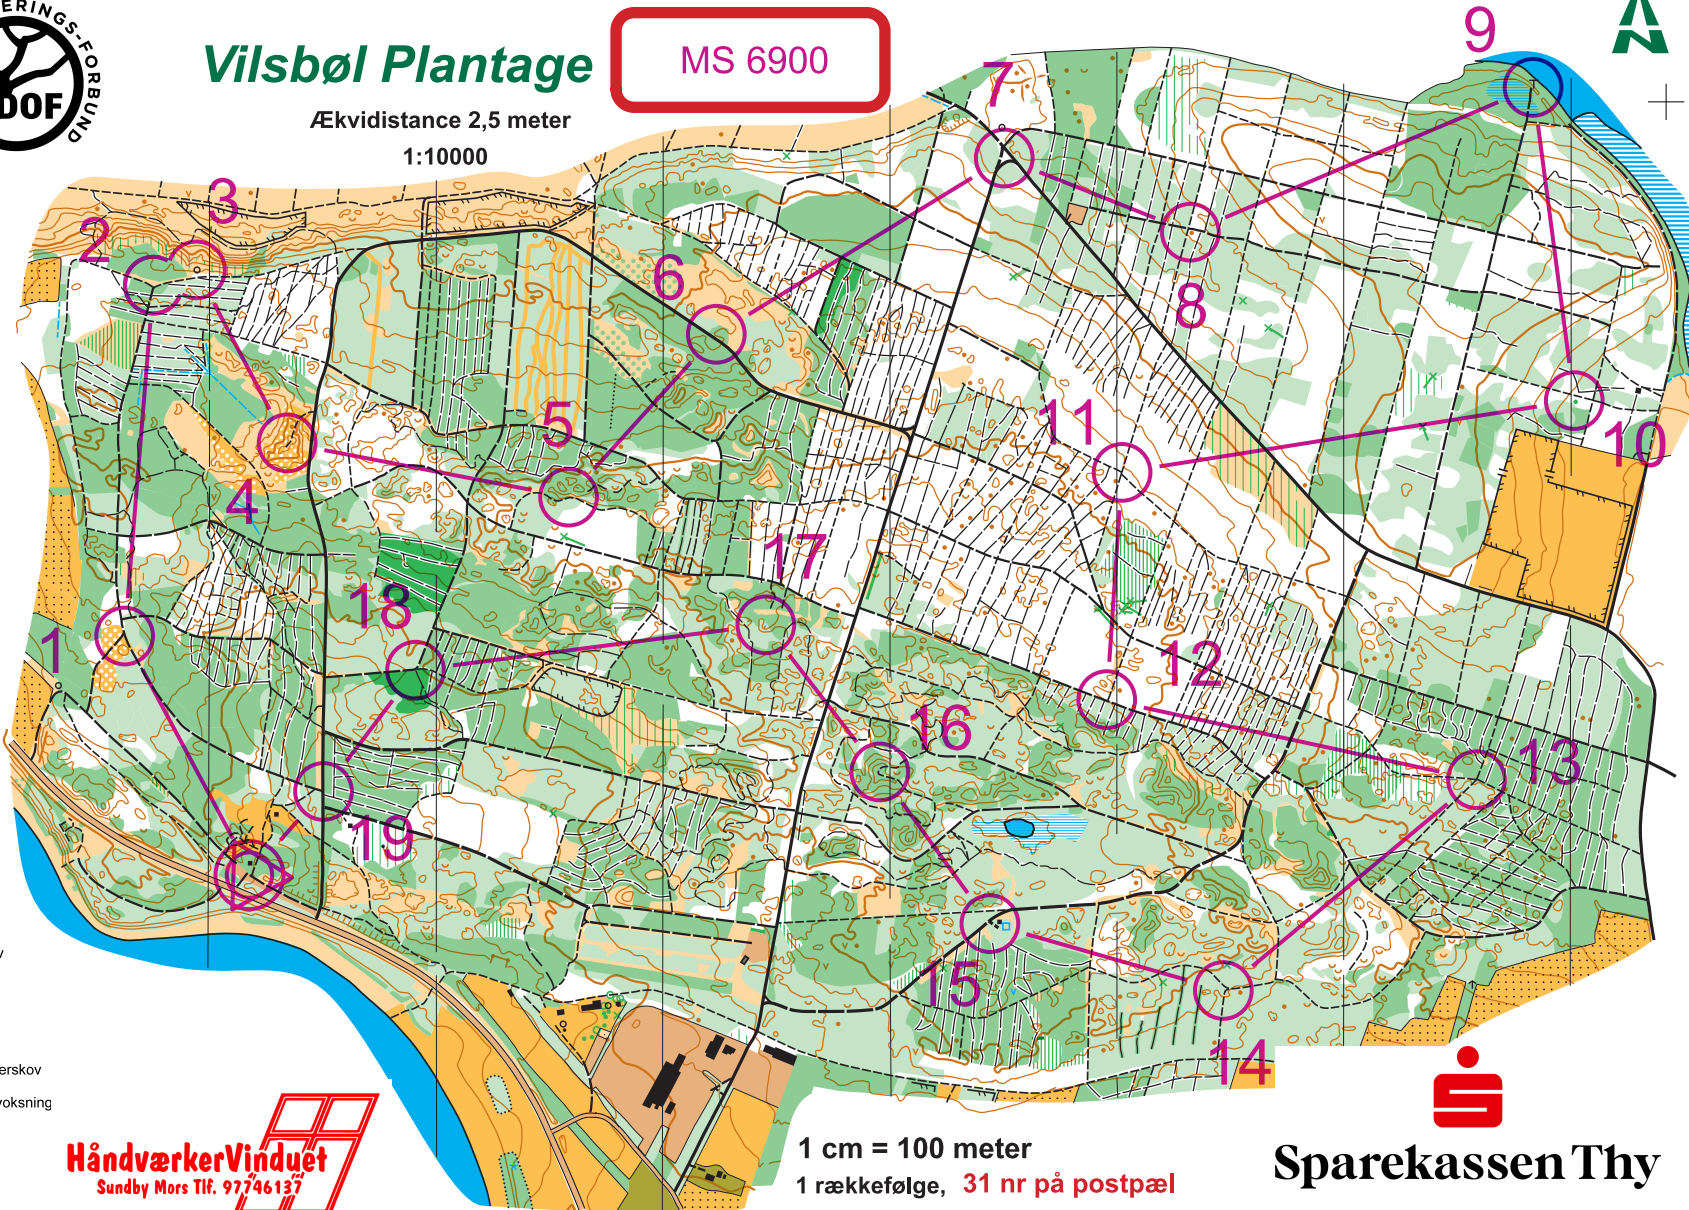 ERINGS-FORBUND
DOF
Vilsbøl Plantage
MS 6900
Ækvidistance 2,5 meter
1:10000
N
1
2
3
4
5
6
7
8
9
10
11
12
13
14
15
16
17
18
19
v
erskov
voksning
HåndværkerVinduet
Sundby Mors Tlf. 97746137
1 cm = 100 meter
1 rækkefølge, 31 nr på postpæl
Sparekassen Thy